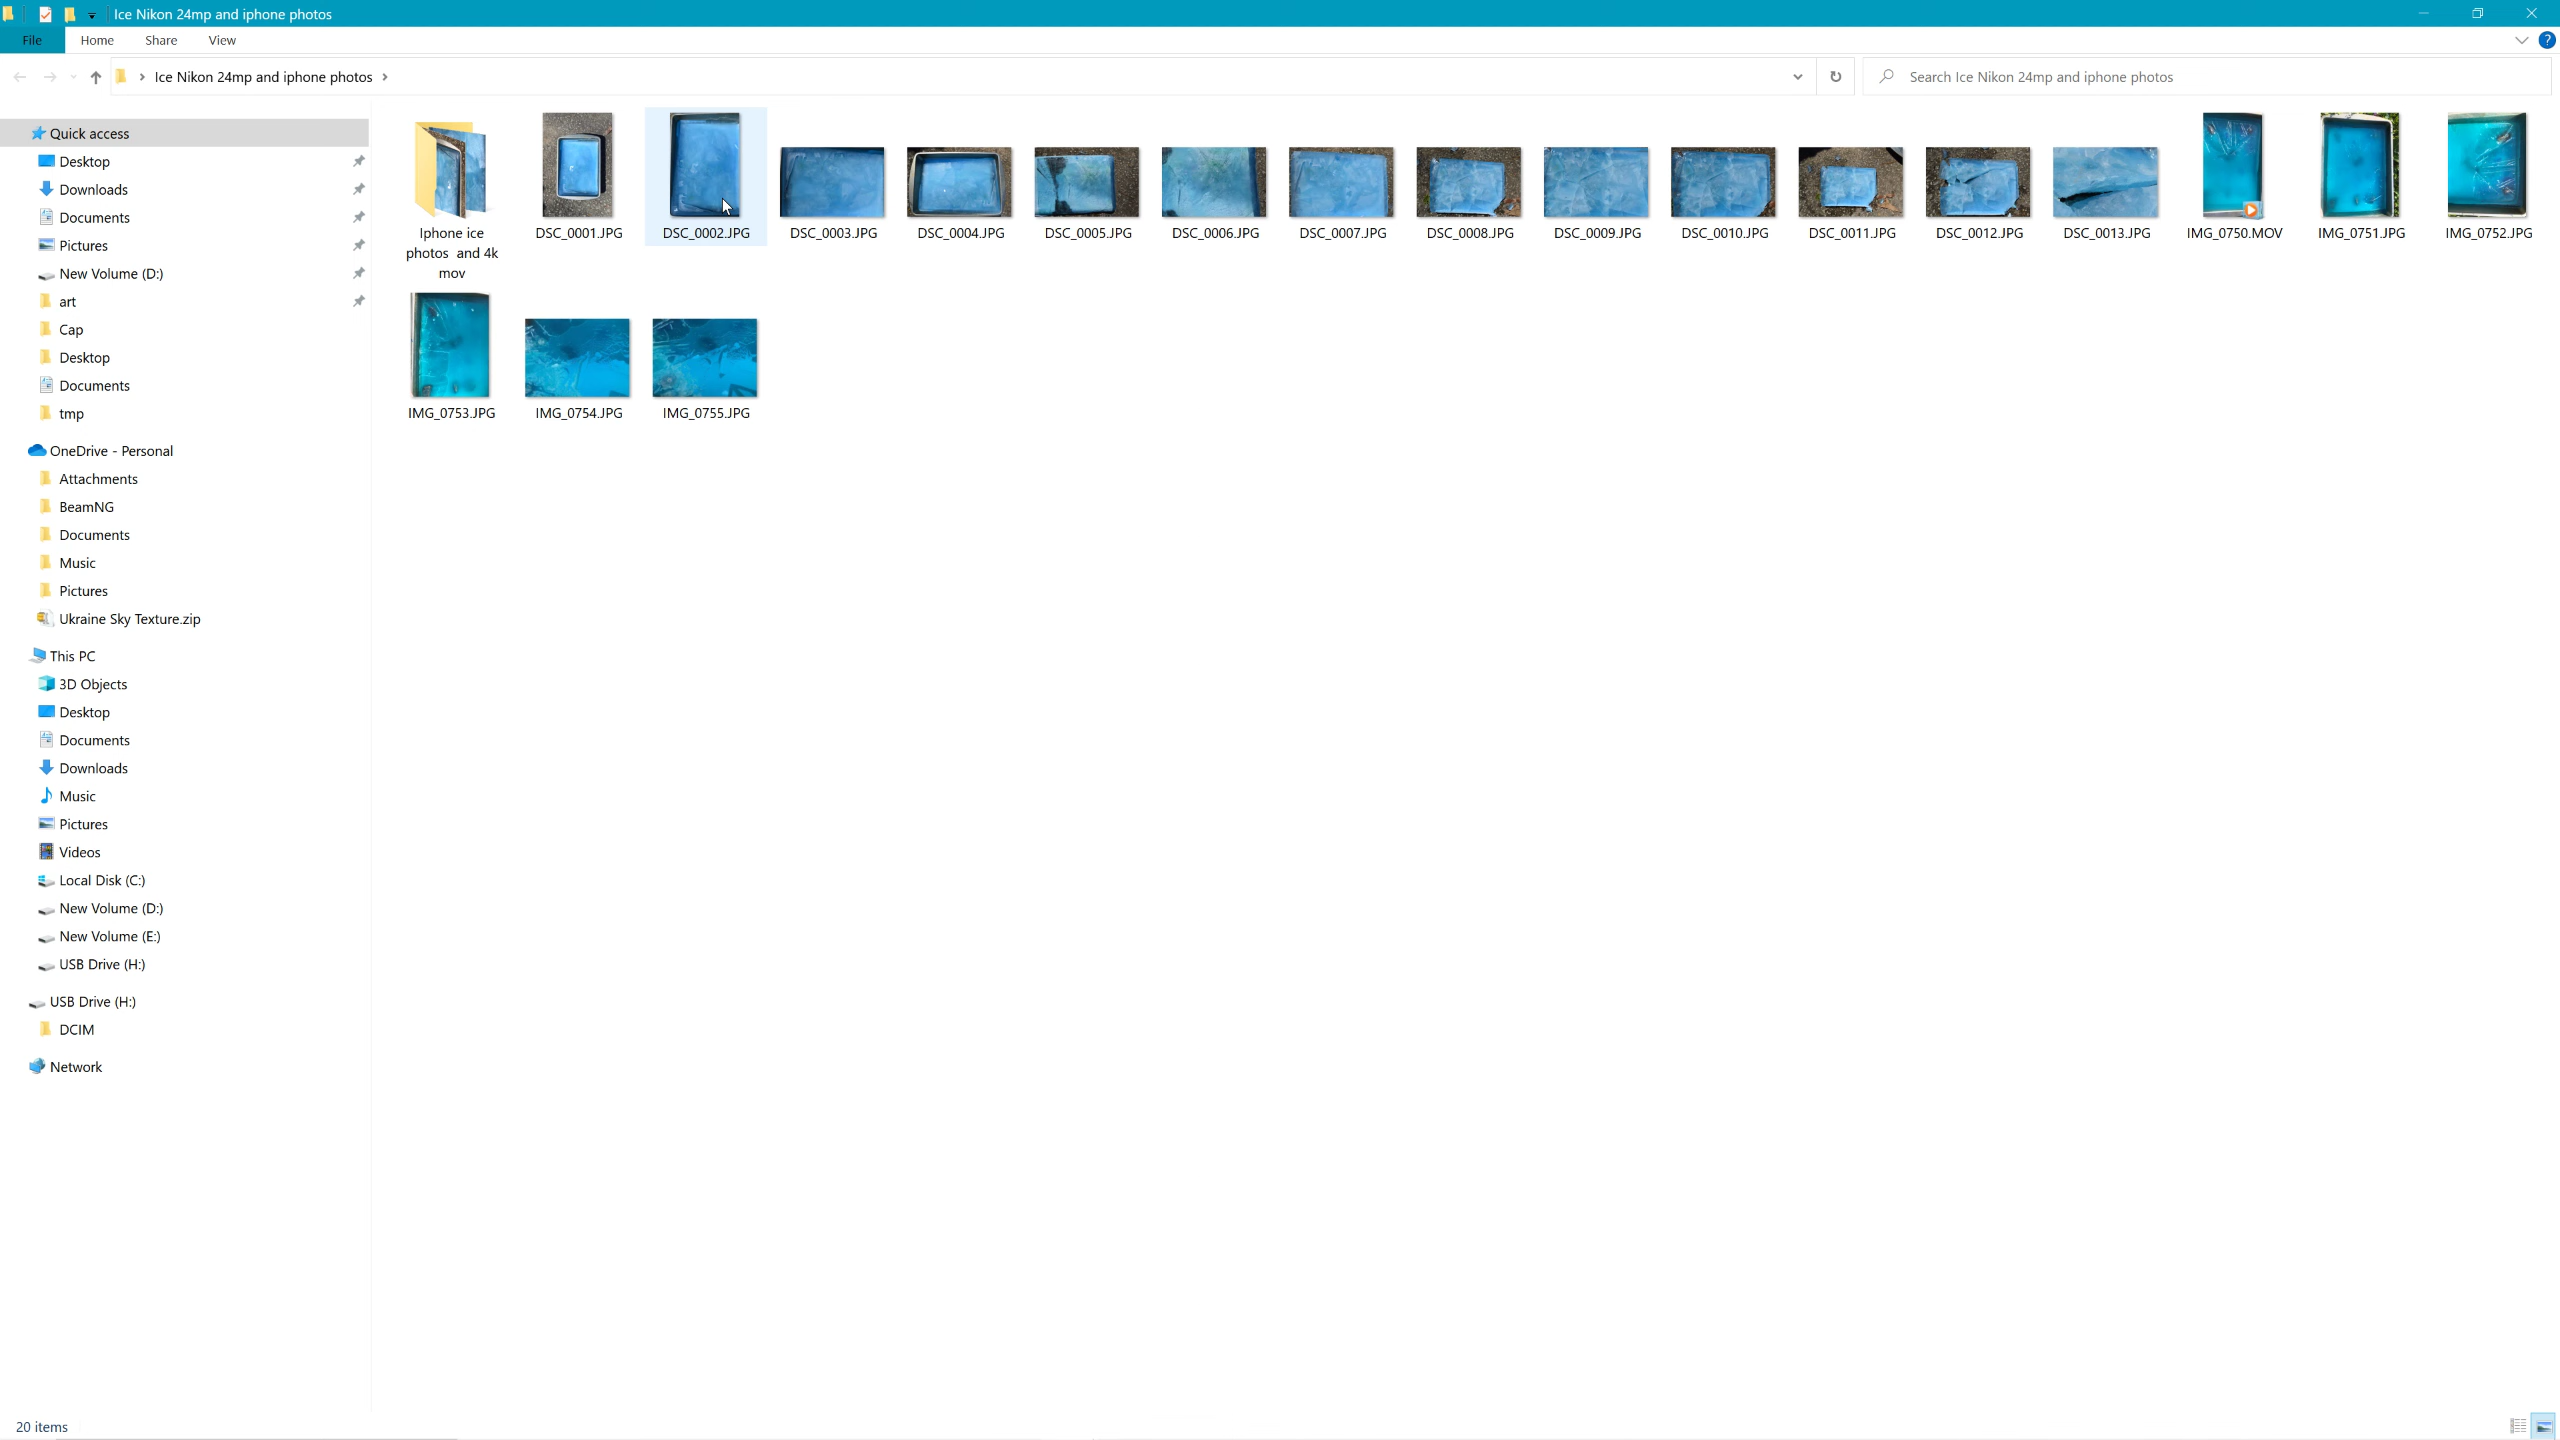 Ice Nikon 24mp and iphone photos
File Home Share View
Ice Nikon 24mp and iphone photos
Search Ice Nikon 24mp and iphone photos
Quick access
Desktop
Downloads
Documents
Pictures
New Volume (D:)
art
Cap
Desktop
Documents
tmp
OneDrive - Personal
Attachments
BeamNG
Documents
Music
Pictures
Ukraine Sky Texture.zip
This PC
3D Objects
Desktop
Documents
Downloads
Music
Pictures
Videos
Local Disk (C:)
New Volume (D:)
New Volume (E:)
USB Drive (H:)
USB Drive (H:)
DCIM
Network
Iphone ice
photos and 4k
mov
DSC_0001.JPG
DSC_0002.JPG
DSC_0003.JPG
DSC_0004.JPG
DSC_0005.JPG
DSC_0006.JPG
DSC_0007.JPG
DSC_0008.JPG
DSC_0009.JPG
DSC_0010.JPG
DSC_0011.JPG
DSC_0012.JPG
DSC_0013.JPG
IMG_0750.MOV
IMG_0751.JPG
IMG_0752.JPG
IMG_0753.JPG
IMG_0754.JPG
IMG_0755.JPG
20 items